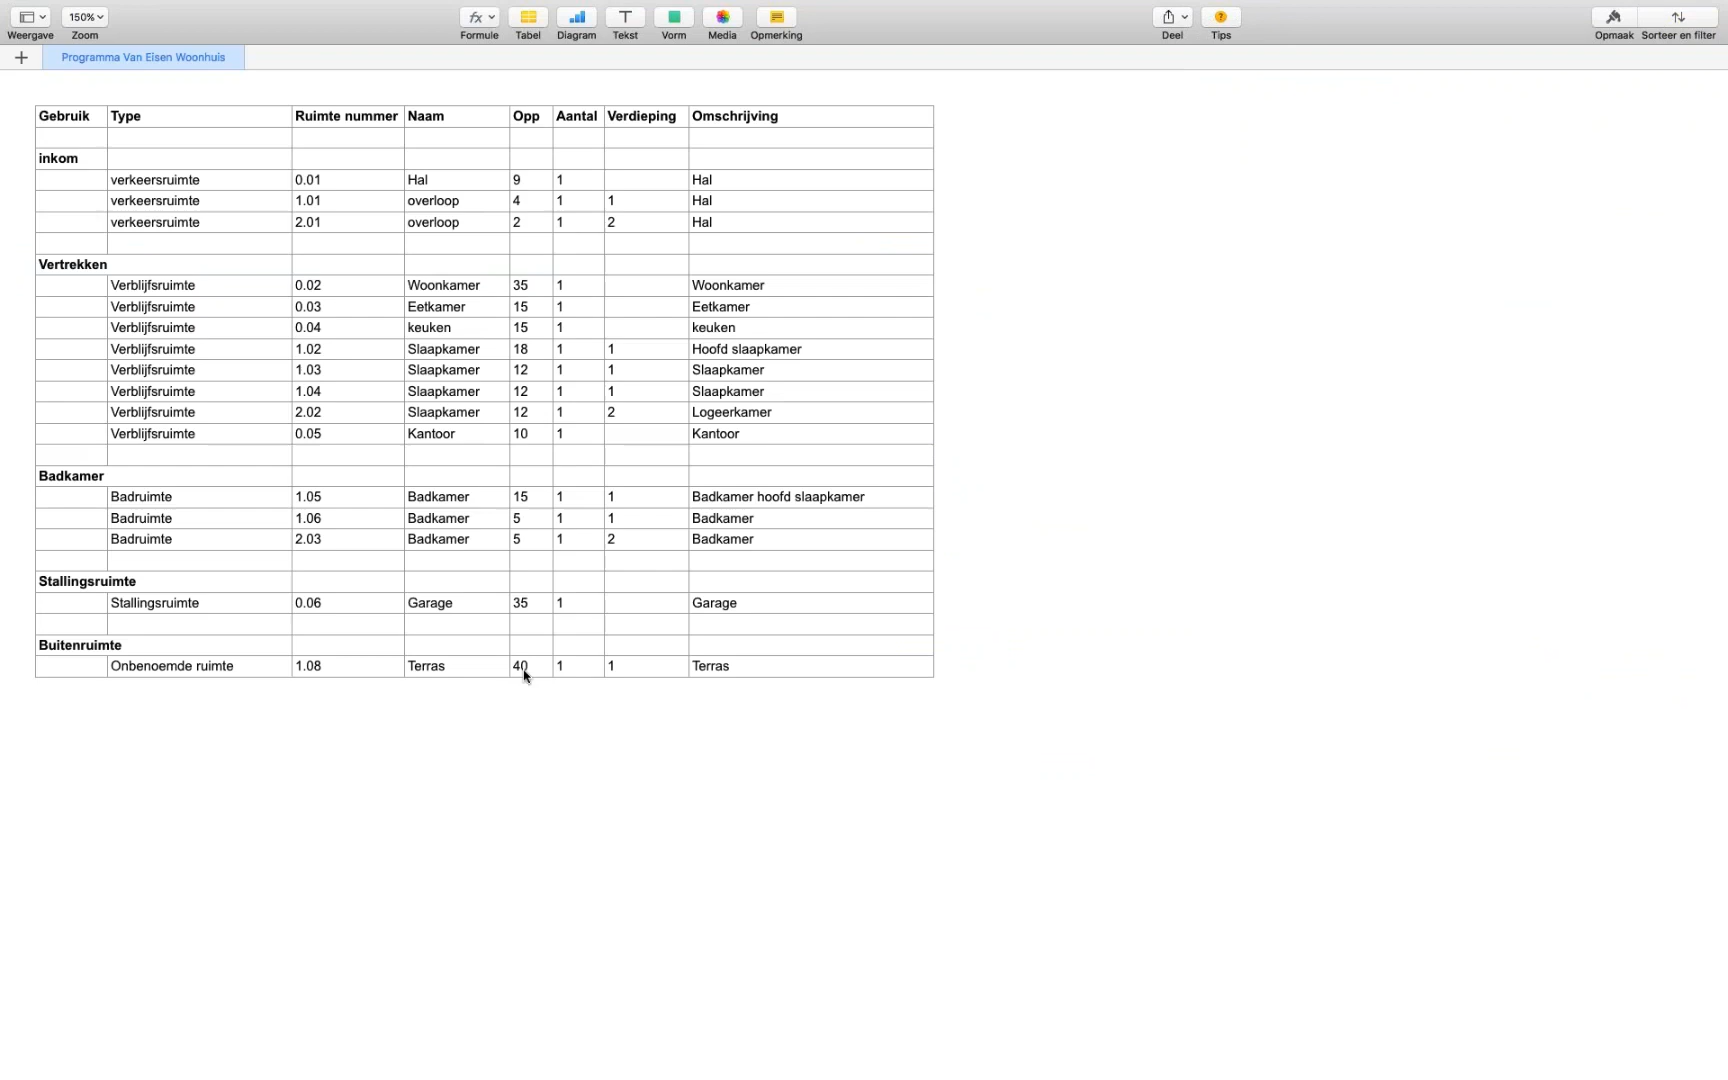 150%
Weergave Zoom Formule Tabel Diagram Tekst Vorm Media Opmerking Deel Tips Opmaak Sorteer en filter
Programma Van Eisen Woonhuis
Gebruik Type Ruimte nummer Naam Opp Aantal Verdieping Omschrijving
inkom
verkeersruimte 0.01 Hal 9 1 Hal
verkeersruimte 1.01 overloop 4 1 1 Hal
verkeersruimte 2.01 overloop 2 1 2 Hal
Vertrekken
Verblijfsruimte 0.02 Woonkamer 35 1 Woonkamer
Verblijfsruimte 0.03 Eetkamer 15 1 Eetkamer
Verblijfsruimte 0.04 keuken 15 1 keuken
Verblijfsruimte 1.02 Slaapkamer 18 1 1 Hoofd slaapkamer
Verblijfsruimte 1.03 Slaapkamer 12 1 1 Slaapkamer
Verblijfsruimte 1.04 Slaapkamer 12 1 1 Slaapkamer
Verblijfsruimte 2.02 Slaapkamer 12 1 2 Logeerkamer
Verblijfsruimte 0.05 Kantoor 10 1 Kantoor
Badkamer
Badruimte 1.05 Badkamer 15 1 1 Badkamer hoofd slaapkamer
Badruimte 1.06 Badkamer 5 1 1 Badkamer
Badruimte 2.03 Badkamer 5 1 2 Badkamer
Stallingsruimte
Stallingsruimte 0.06 Garage 35 1 Garage
Buitenruimte
Onbenoemde ruimte 1.08 Terras 40 1 1 Terras